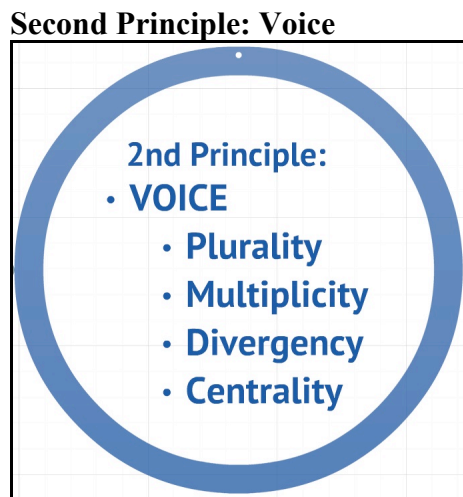 Second Principle: Voice
2nd Principle:
• VOICE
• Plurality
• Multiplicity
• Divergency
• Centrality